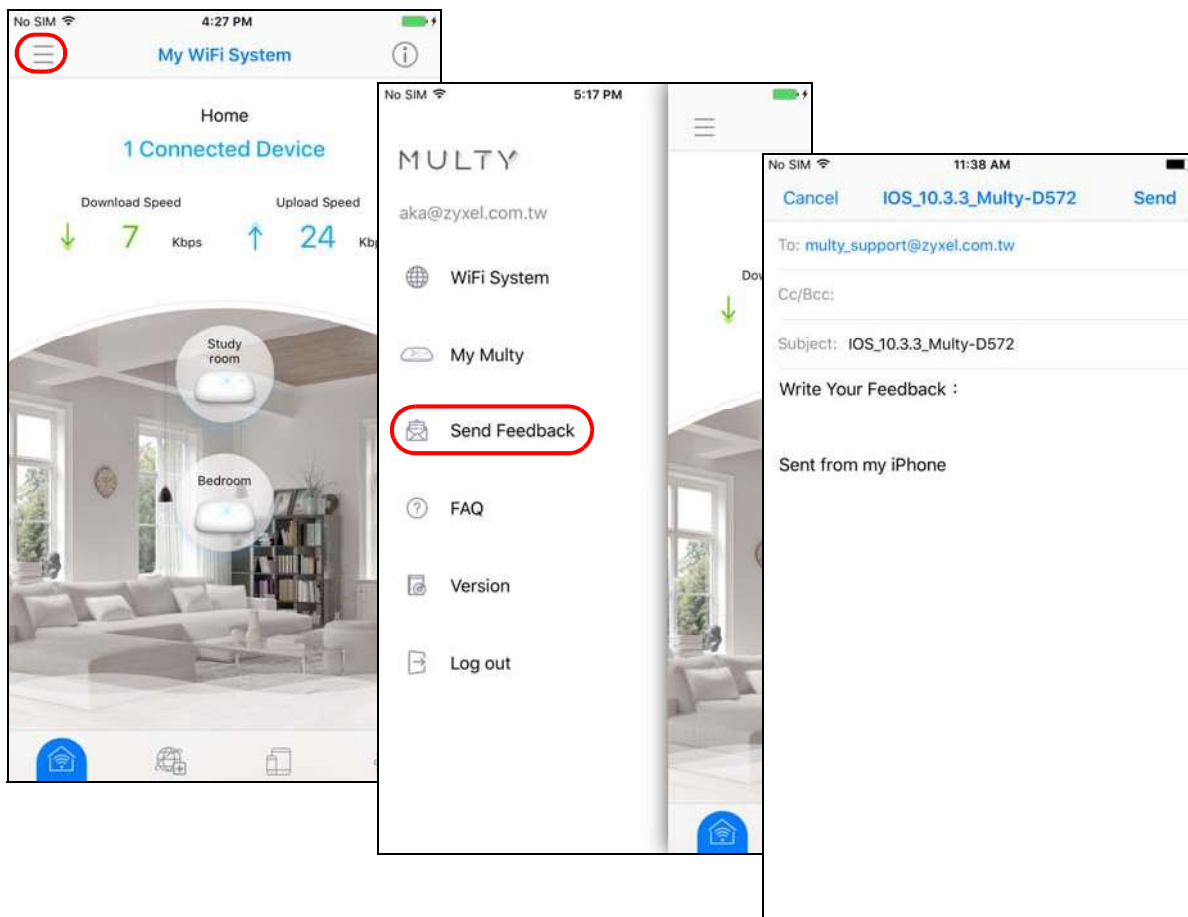 No SIM 4:27 PM
My WiFi System
Home
1 Connected Device
Download Speed Upload Speed
7 Kbps 24
Study
room
Bedroom
No SIM 5:17 PM
MULTY
aka@zyxel.com.tw
WiFi System
My Multy
Send Feedback
FAQ
Version
Log out
No SIM 11:38 AM
Cancel IOS_10.3.3_Multy-D572 Send
To: multy_support@zyxel.com.tw
Cc/Bcc:
Subject: IOS_10.3.3_Multy-D572
Write Your Feedback :
Sent from my iPhone